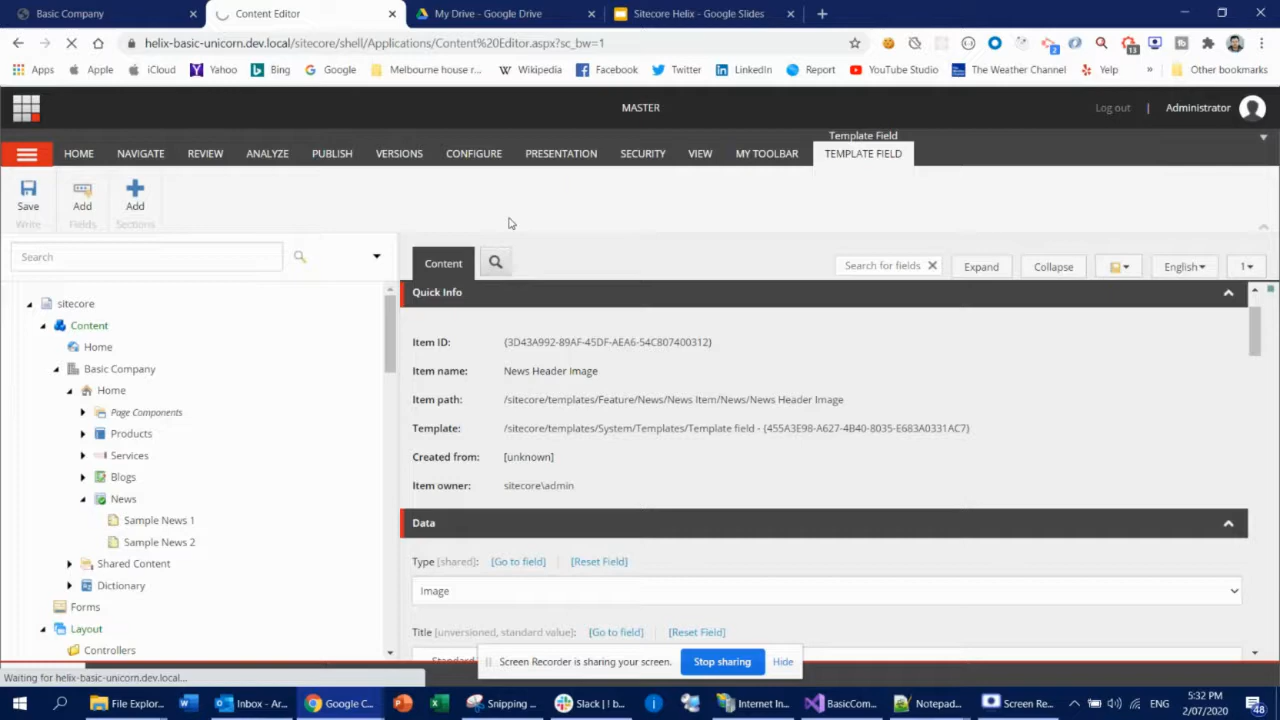 Basic Company
Content Editor
My Drive - Google Drive
Sitecore Helix - Google Slides
helix-basic-unicorn.dev.local/sitecore/shell/Applications/Content%20Editor.aspx?sc_bw=1
Apps
Apple
iCloud
Yahoo
Bing
Google
Melbourne house r...
Wikipedia
Facebook
Twitter
LinkedIn
Report
YouTube Studio
The Weather Channel
Yelp
»
Other bookmarks
MASTER
Log out | Administrator
Template Field
HOME NAVIGATE REVIEW ANALYZE PUBLISH VERSIONS CONFIGURE PRESENTATION SECURITY VIEW MY TOOLBAR TEMPLATE FIELD
Save Add Add
Write Fields Sections
Search
Content
Search for fields
Expand
Collapse
English
1
sitecore
Content
Home
Basic Company
Home
Page Components
Products
Services
Blogs
News
Sample News 1
Sample News 2
Shared Content
Dictionary
Forms
Layout
Controllers
Quick Info
Item ID: {3D43A992-89AF-45DF-AEA6-54C807400312}
Item name: News Header Image
Item path: /sitecore/templates/Feature/News/News Item/News/News Header Image
Template: /sitecore/templates/System/Templates/Template field - {455A3E98-A627-4B40-8035-E683A0331AC7}
Created from: [unknown]
Item owner: sitecore\admin
Data
Type [shared]: [Go to field] | [Reset Field]
Image
Title [unversioned, standard value]: [Go to field] | [Reset Field]
Screen Recorder is sharing your screen. Stop sharing Hide
Waiting for helix-basic-unicorn.dev.local...
File Explor...
Inbox - Ar...
Google C...
Snipping ...
Slack | ! b...
Internet In...
BasicCom...
Notepad...
Screen Re...
ENG
5:32 PM
2/07/2020
48